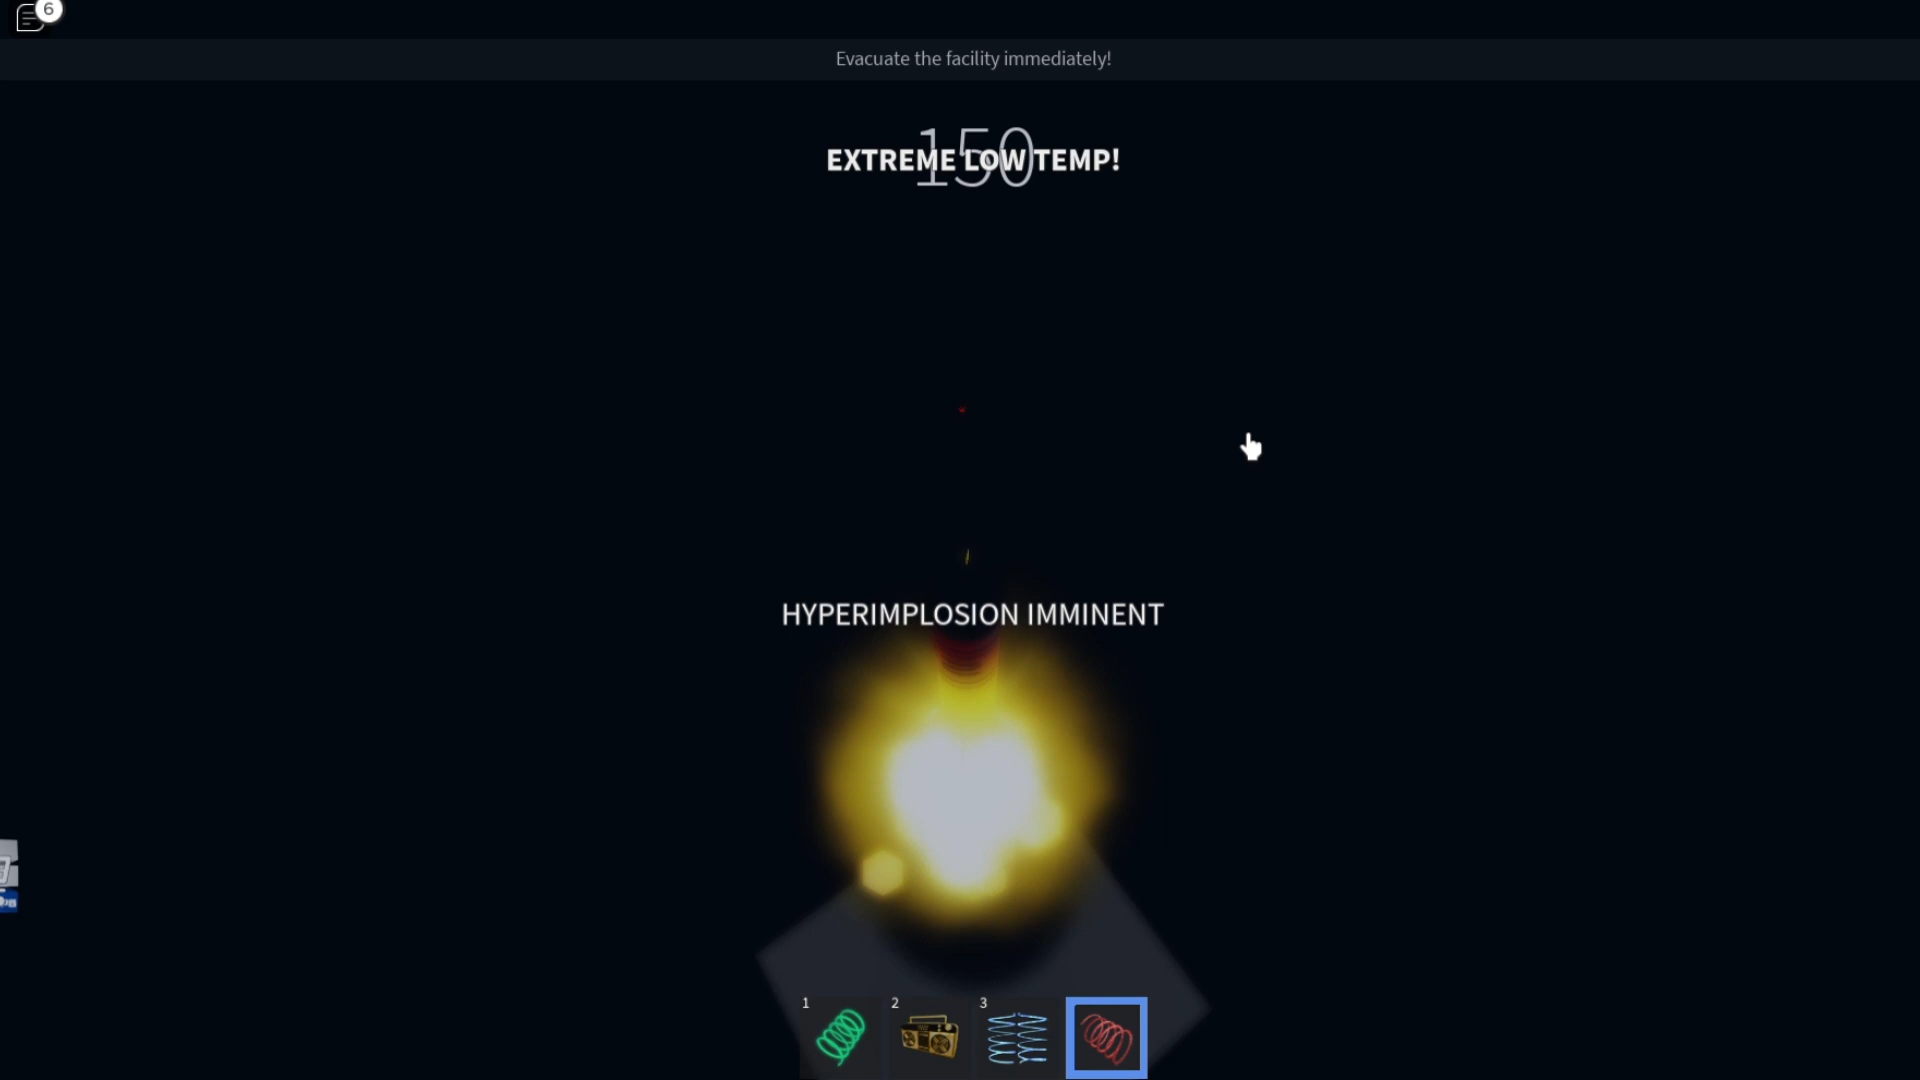 6
Evacuate the facility immediately!
150
EXTREME LOW TEMP!
HYPERIMPLOSION IMMINENT
1 2 3